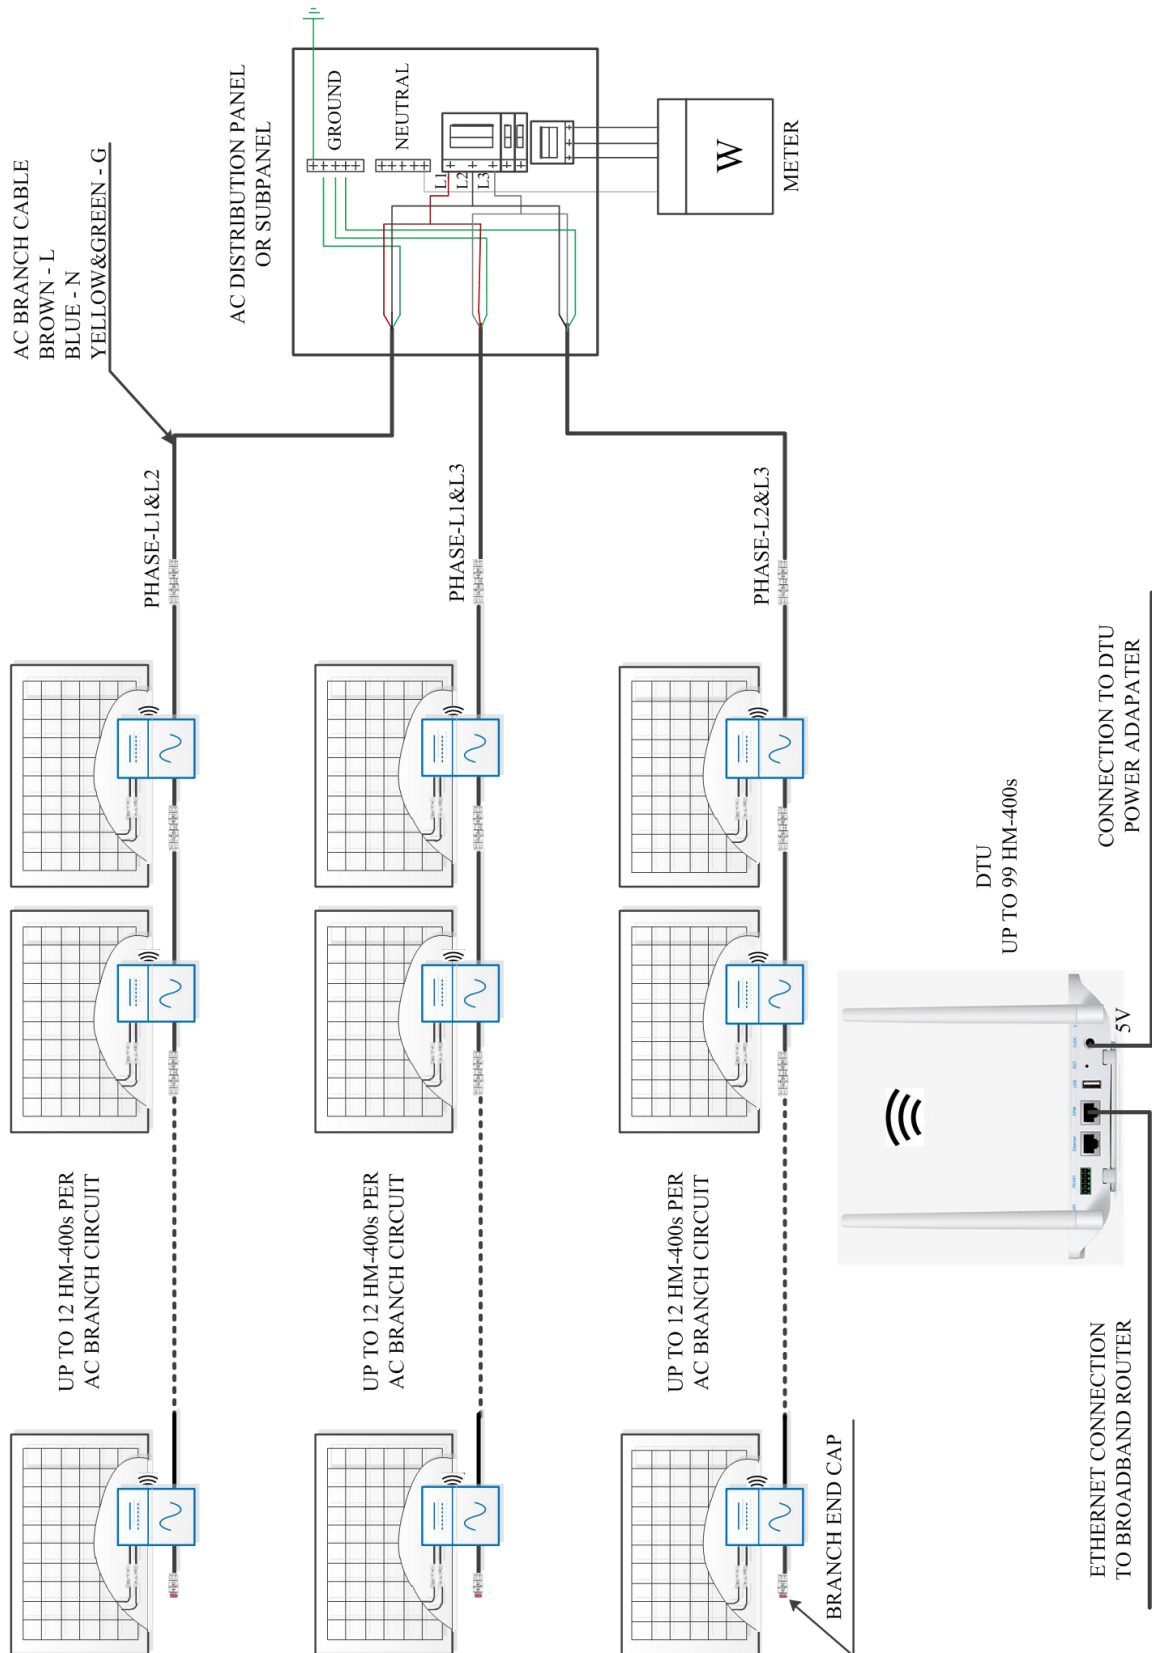 AC BRANCH CABLE
BROWN - L
BLUE - N
YELLOW&GREEN - G
AC DISTRIBUTION PANEL
OR SUBPANEL
GROUND
NEUTRAL
L1
L2
L3
W
METER
PHASE-L1&L2
PHASE-L1&L3
PHASE-L2&L3
UP TO 12 HM-400s PER
AC BRANCH CIRCUIT
UP TO 12 HM-400s PER
AC BRANCH CIRCUIT
UP TO 12 HM-400s PER
AC BRANCH CIRCUIT
BRANCH END CAP
DTU
UP TO 99 HM-400s
CONNECTION TO DTU
POWER ADAPATER
5V
USB
Ethernet
RS485
ETHERNET CONNECTION
TO BROADBAND ROUTER